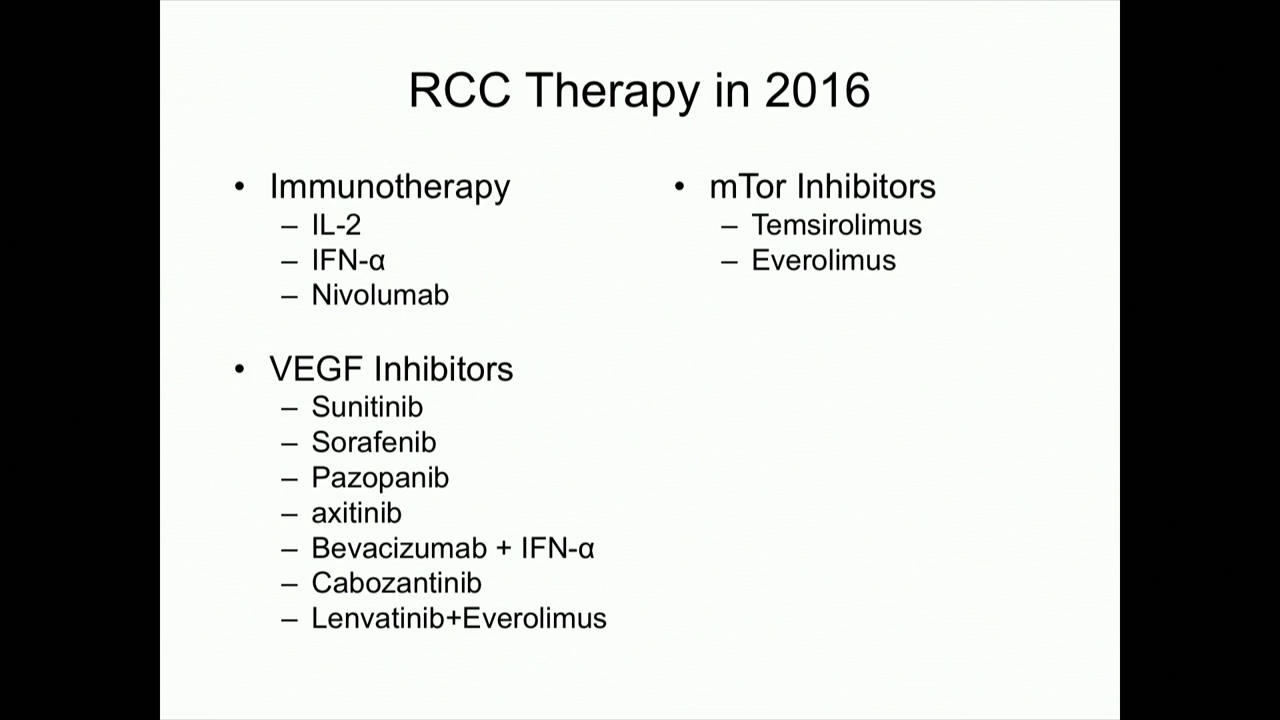 RCC Therapy in 2016
• Immunotherapy
– IL-2
– IFN-α
– Nivolumab
• VEGF Inhibitors
– Sunitinib
– Sorafenib
– Pazopanib
– axitinib
– Bevacizumab + IFN-α
– Cabozantinib
– Lenvatinib+Everolimus
• mTor Inhibitors
– Temsirolimus
– Everolimus